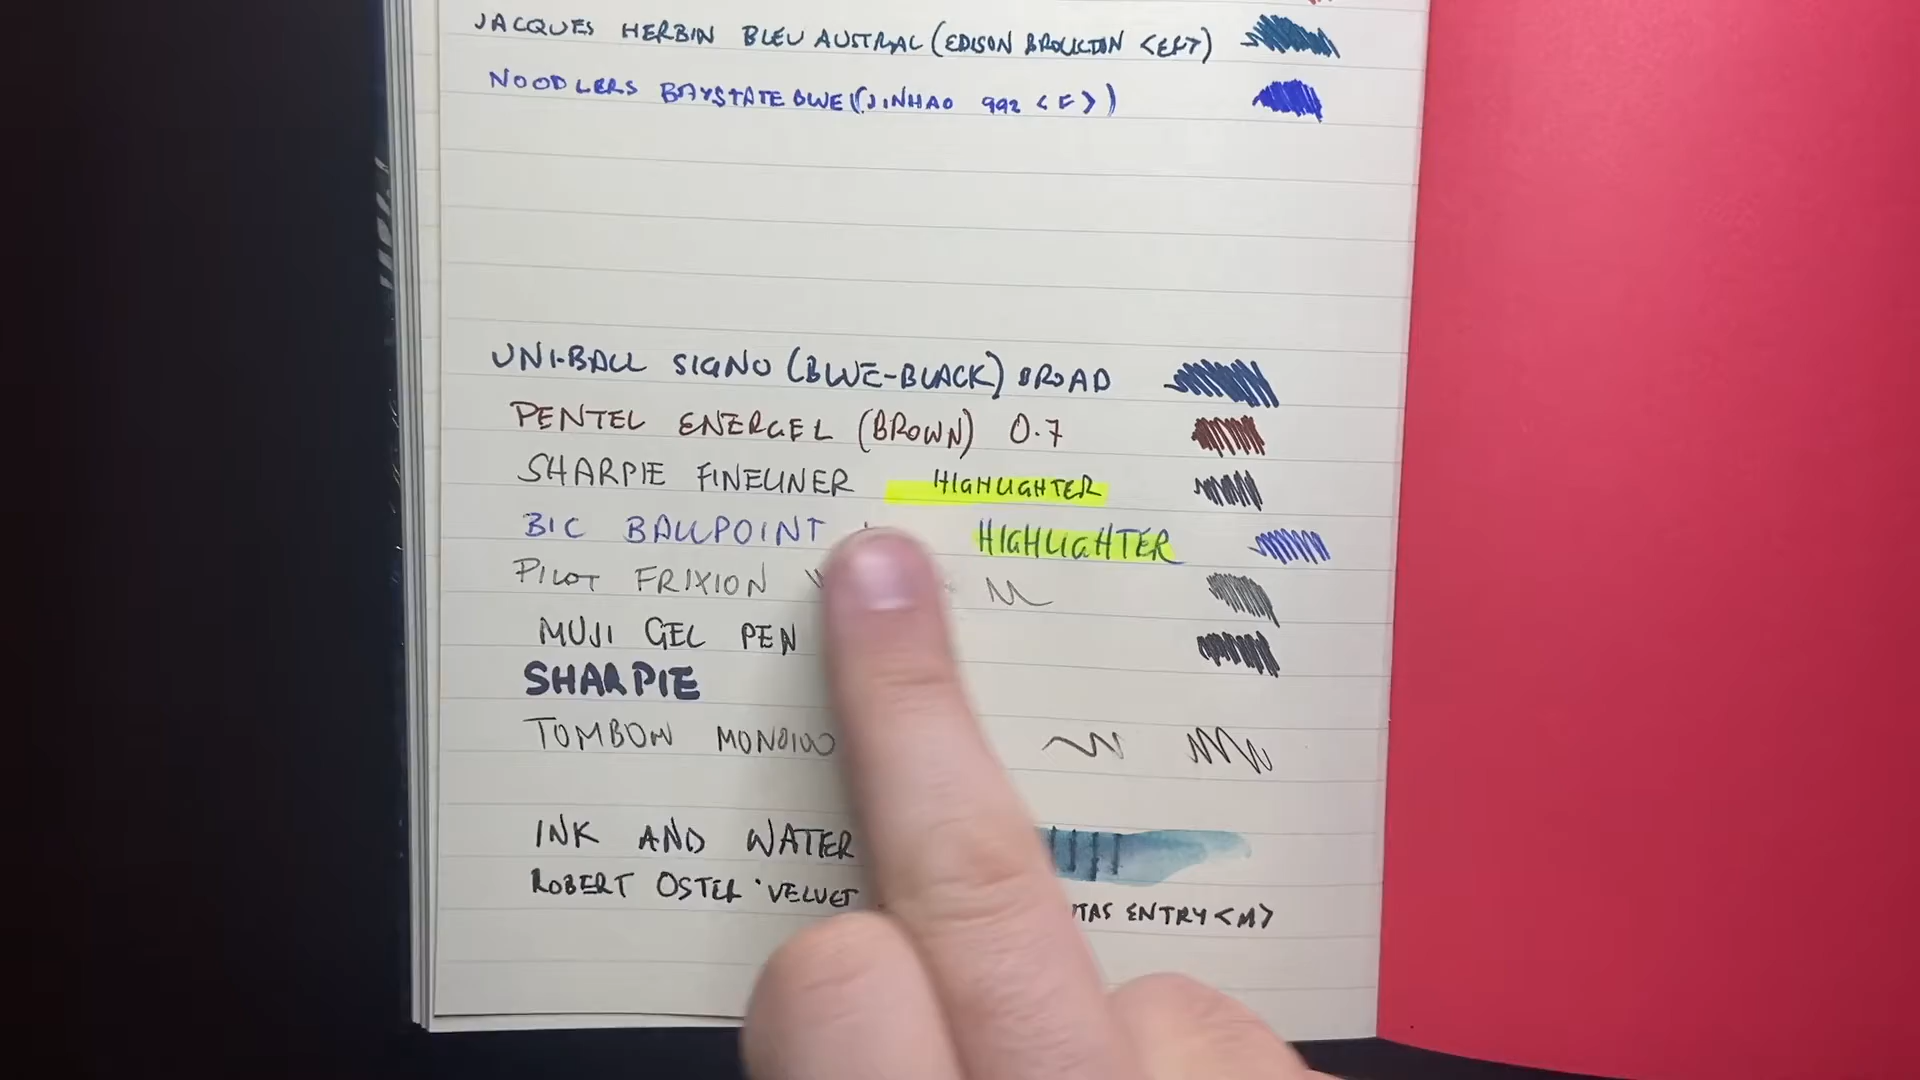 JACQUES HERBIN BLEU AUSTRAL (EDISON BROCKTON <EF>)
NOODLERS BAYSTATE BLUE (JINHAO 992 <F>)
UNI-BALL SIGNO (BLUE-BLACK) BROAD
PENTEL ENERGEL (BROWN) 0.7
SHARPIE FINELINER HIGHLIGHTER
BIC BALLPOINT HIGHLIGHTER
PILOT FRIXION
MUJI GEL PEN
SHARPIE
TOMBOW MONO100
INK AND WATER
ROBERT OSTER 'VELVET ENTRY <M>